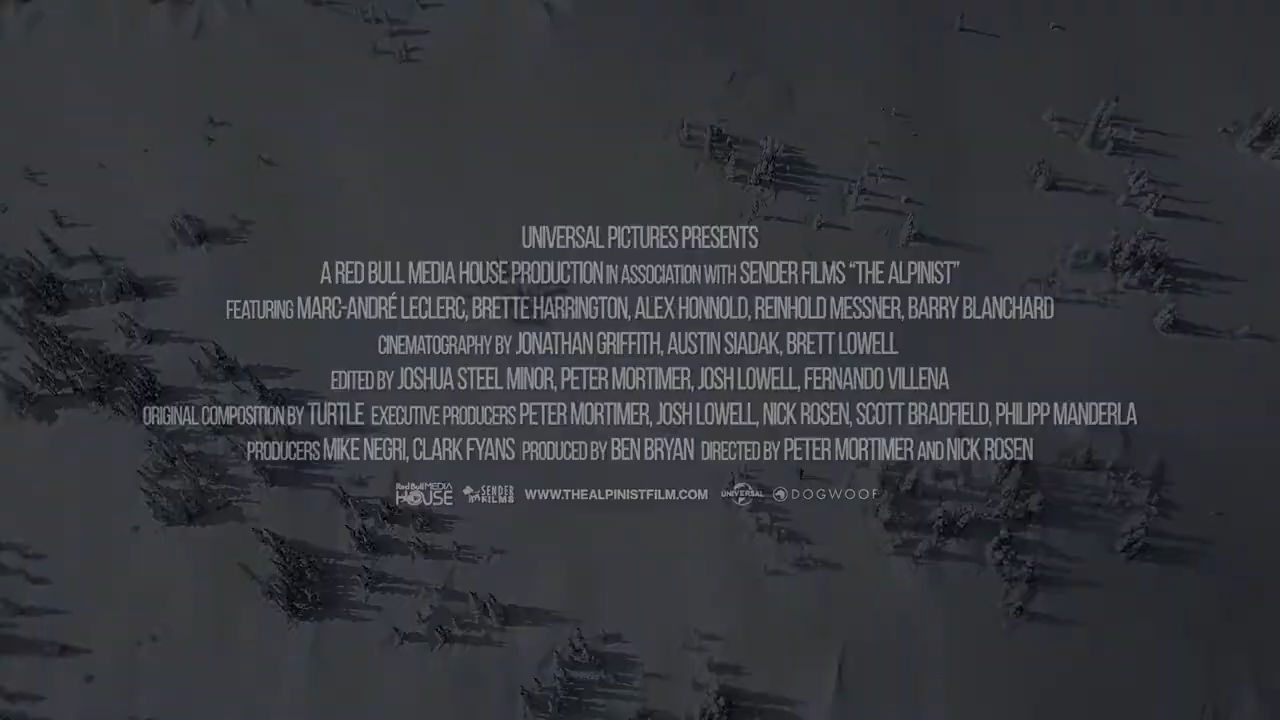 UNIVERSAL PICTURES PRESENTS
A RED BULL MEDIA HOUSE PRODUCTION IN ASSOCIATION WITH SENDER FILMS “THE ALPINIST”
FEATURING MARC-ANDRÉ LECLERC, BRETTE HARRINGTON, ALEX HONNOLD, REINHOLD MESSNER, BARRY BLANCHARD
CINEMATOGRAPHY BY JONATHAN GRIFFITH, AUSTIN SIADAK, BRETT LOWELL
EDITED BY JOSHUA STEEL MINOR, PETER MORTIMER, JOSH LOWELL, FERNANDO VILLENA
ORIGINAL COMPOSITION BY TURTLE EXECUTIVE PRODUCERS PETER MORTIMER, JOSH LOWELL, NICK ROSEN, SCOTT BRADFIELD, PHILIPP MANDERLA
PRODUCERS MIKE NEGRI, CLARK FYANS PRODUCED BY BEN BRYAN DIRECTED BY PETER MORTIMER AND NICK ROSEN
Red Bull MEDIA HOUSE SENDER FILMS WWW.THEALPINISTFILM.COM UNIVERSAL DOGWOOF